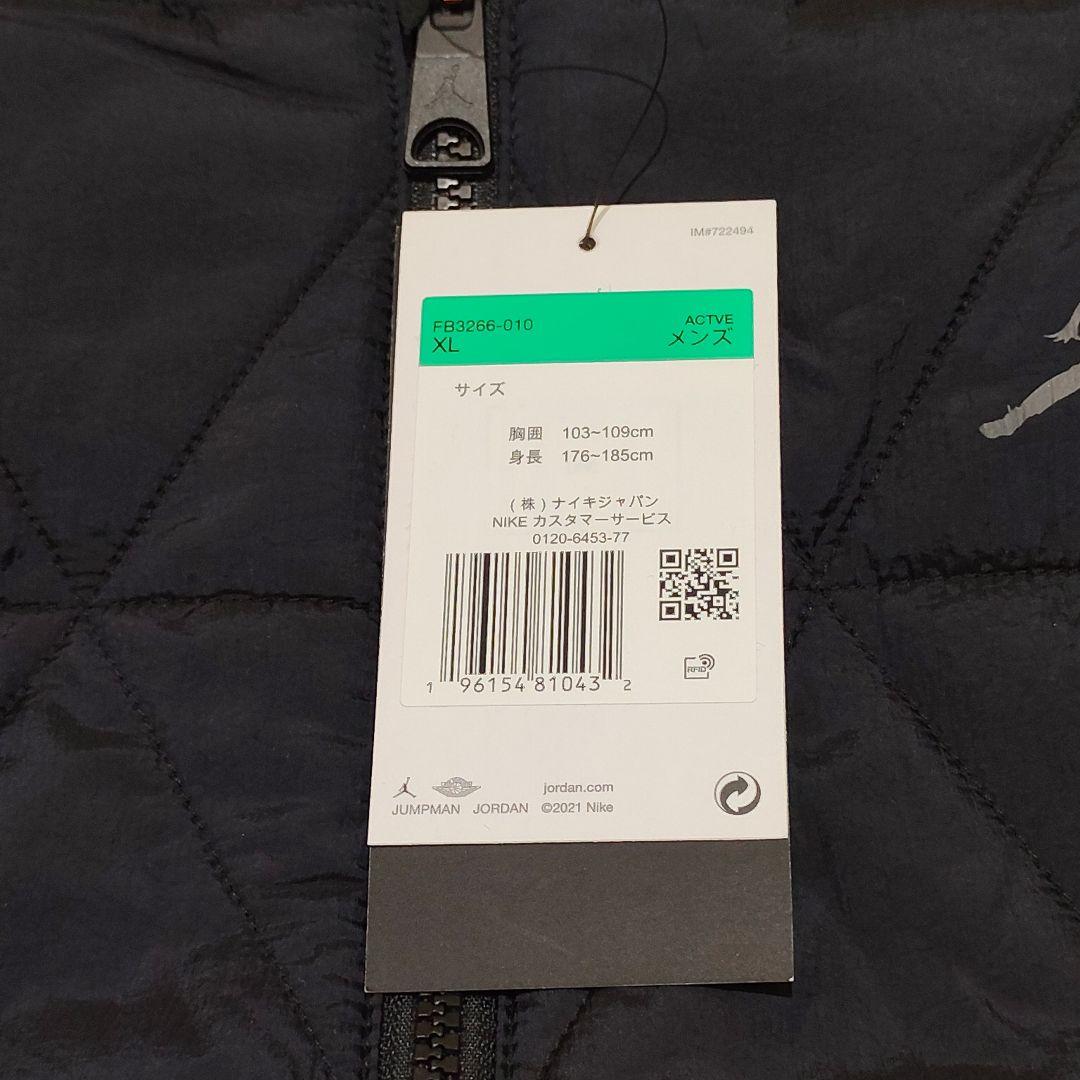 IM#722494
FB3266-010 ACTVE
XL メンズ
サイズ
胸囲 103~109cm
身長 176~185cm
(株)ナイキジャパン
NIKE カスタマーサービス
0120-6453-77
1 96154 81043 2
RFID
jordan.com
JUMPMAN JORDAN ©2021 Nike